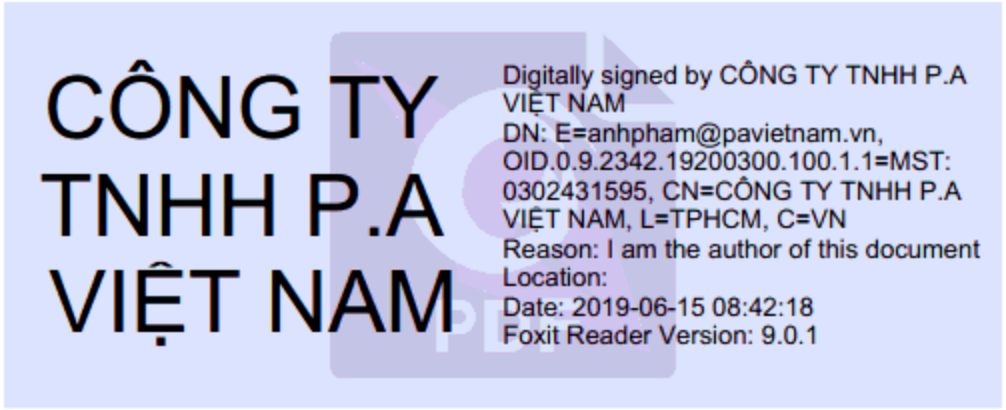 CÔNG TY
TNHH P.A
VIỆT NAM
Digitally signed by CÔNG TY TNHH P.A
VIỆT NAM
DN: E=anhpham@pavietnam.vn,
OID.0.9.2342.19200300.100.1.1=MST:
0302431595, CN=CÔNG TY TNHH P.A
VIỆT NAM, L=TPHCM, C=VN
Reason: I am the author of this document
Location:
Date: 2019-06-15 08:42:18
Foxit Reader Version: 9.0.1
PDF